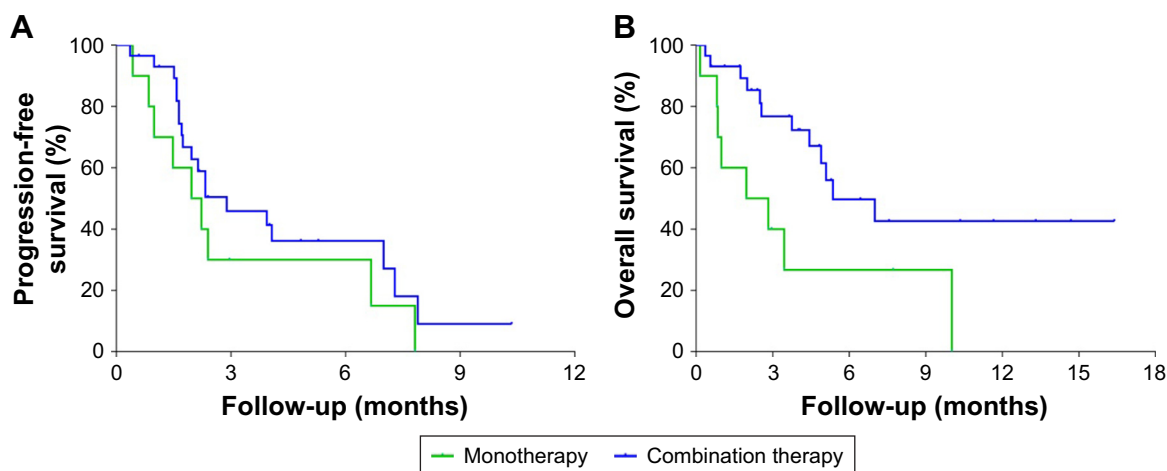 A
Progression-free
survival (%)
100
80
60
40
20
0
0 3 6 9 12
Follow-up (months)
B
Overall survival (%)
100
80
60
40
20
0
0 3 6 9 12 15 18
Follow-up (months)
Monotherapy Combination therapy